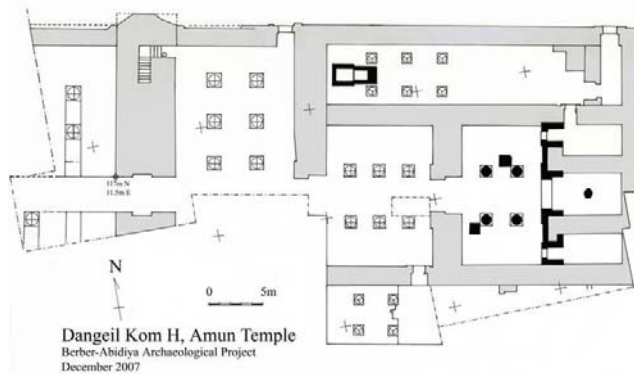 117m N
11.5m E
N
0 5m
Dangeil Kom H, Amun Temple
Berber-Abidiya Archaeological Project
December 2007